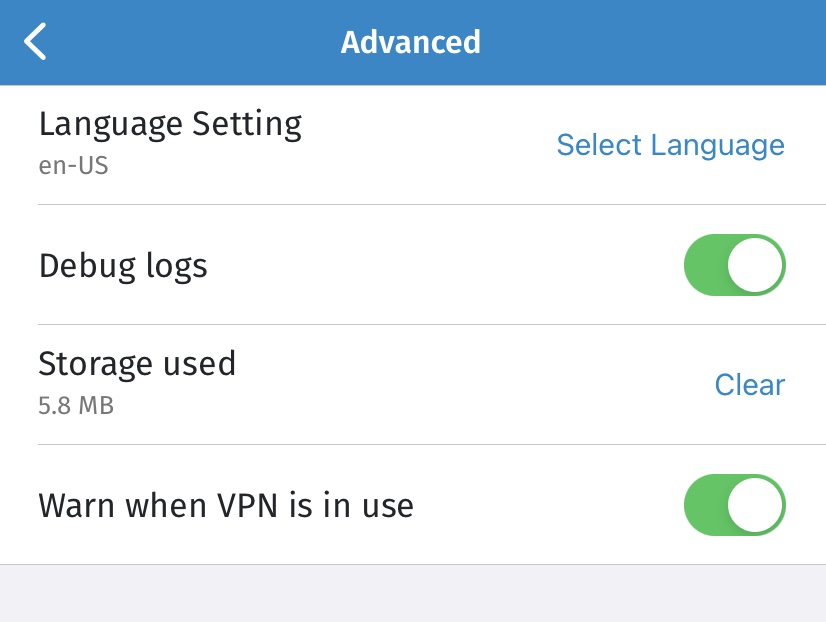 Advanced
Language Setting
en-US
Select Language
Debug logs
Storage used
5.8 MB
Clear
Warn when VPN is in use